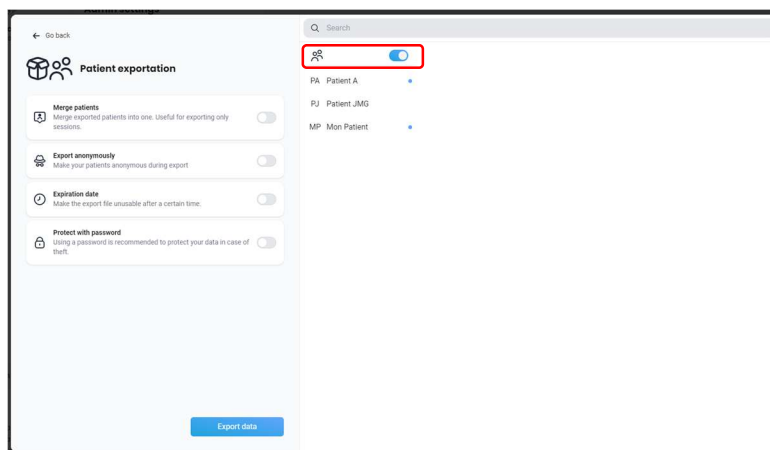 Admin settings
Go back
Search
Patient exportation
PA Patient A
PJ Patient JMG
MP Mon Patient
Merge patients
Merge exported patients into one. Useful for exporting only
sessions.
Export anonymously
Make your patients anonymous during export
Expiration date
Make the export file unusable after a certain time.
Protect with password
Using a password is recommended to protect your data in case of
theft.
Export data